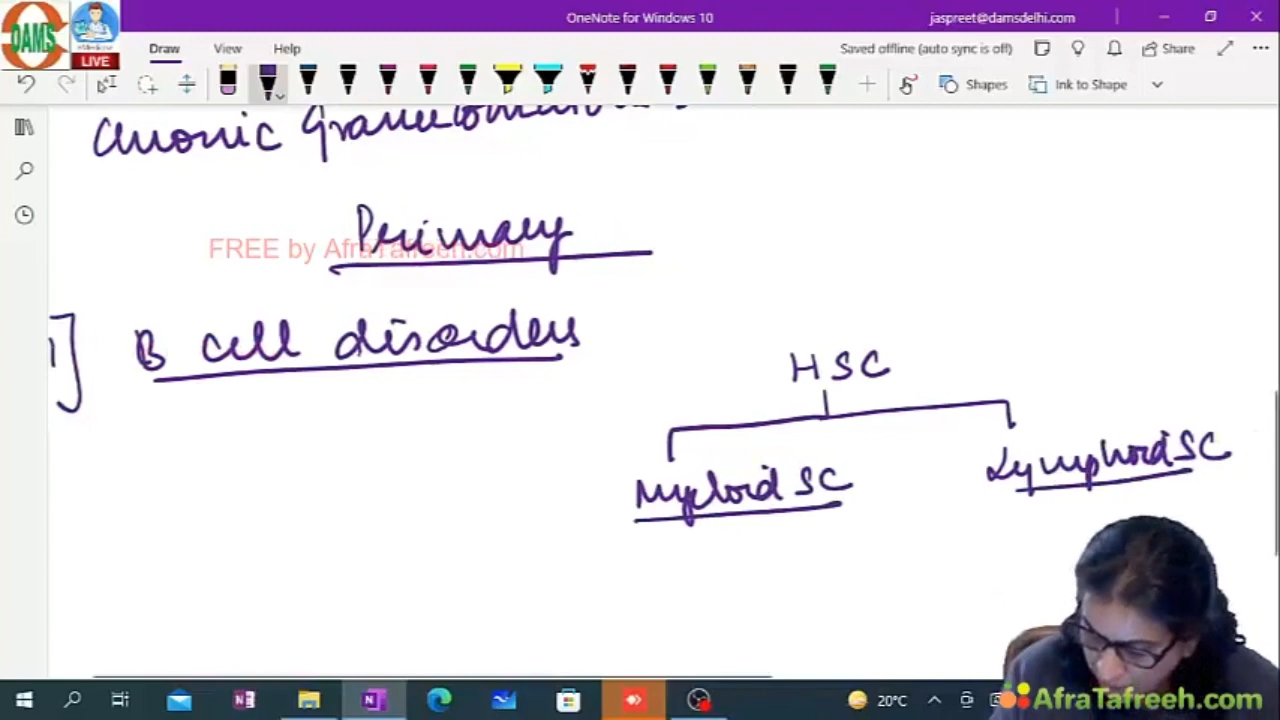 DAMS
eMedicoz
LIVE
OneNote for Windows 10
jaspreet@damsdelhi.com
Draw View Help
Saved offline (auto sync is off)
Share
Shapes
Ink to Shape
Chronic
Primary
FREE by AfraTafreeh.com
1] B cell disorders
HSC
Myeloid SC
Lymphoid SC
20°C
AfraTafreeh.com